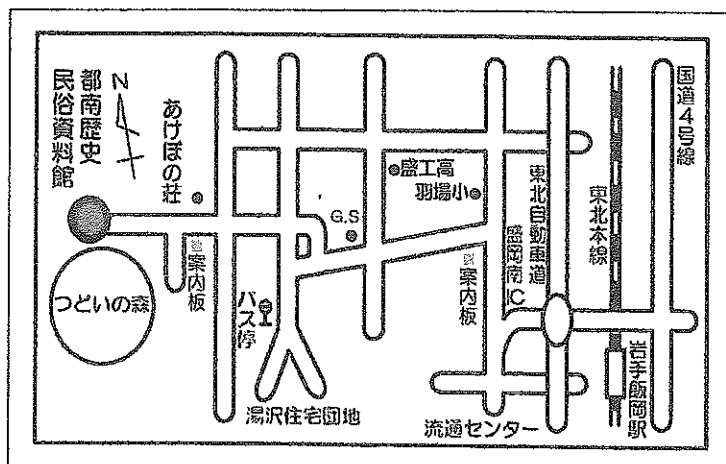 都南歴史
民俗資料館
N
あけぼの荘
盛工高
羽場小
G.S
東北自動車道
盛岡南IC
東北本線
国道4号線
案内板
案内板
つどいの森
バス停
湯沢住宅団地
流通センター
岩手飯岡駅